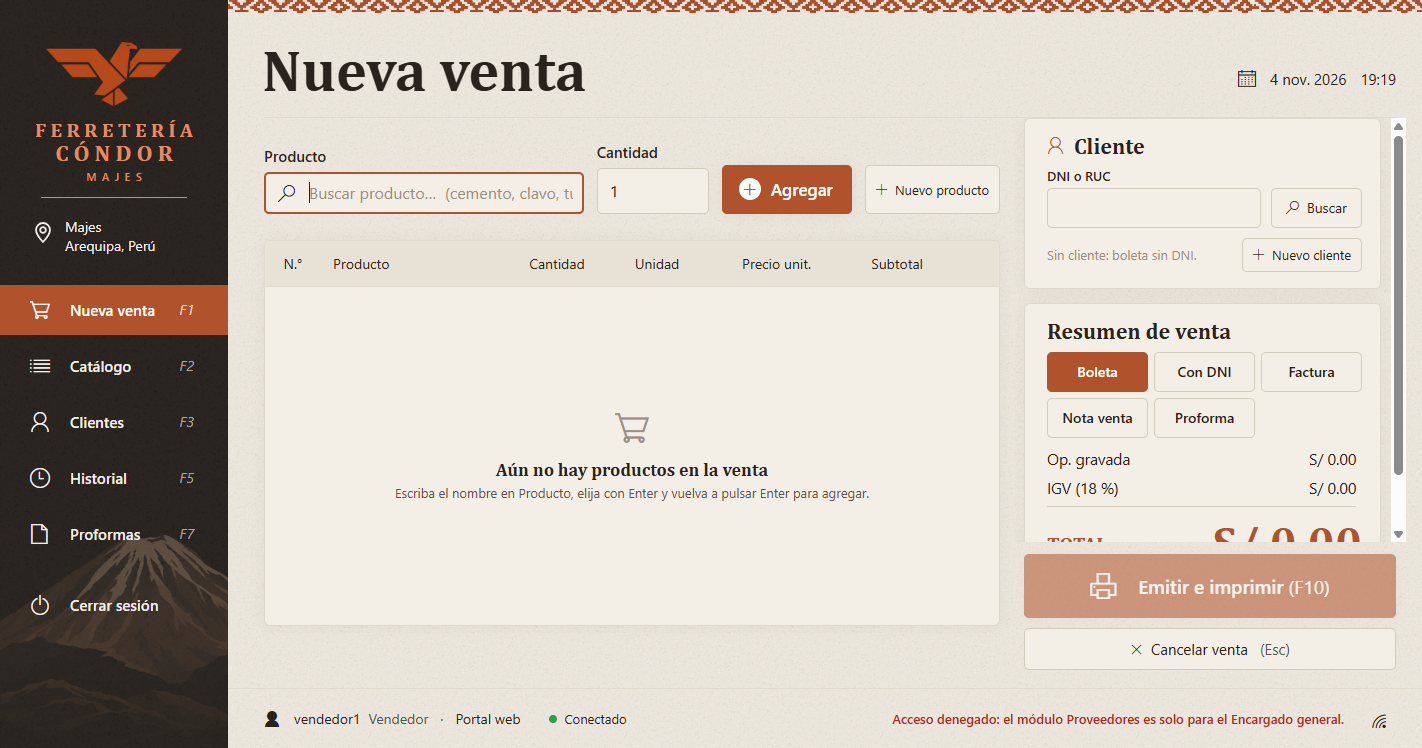 FERRETERÍA
CÓNDOR
MAJES
Majes
Arequipa, Perú
Nueva venta F1
Catálogo F2
Clientes F3
Historial F5
Proformas F7
Cerrar sesión
Nueva venta
4 nov. 2026 19:19
Producto
Buscar producto... (cemento, clavo, tu
Cantidad
1
Agregar
Nuevo producto
N.° Producto Cantidad Unidad Precio unit. Subtotal
Aún no hay productos en la venta
Escriba el nombre en Producto, elija con Enter y vuelva a pulsar Enter para agregar.
Cliente
DNI o RUC
Buscar
Sin cliente: boleta sin DNI.
Nuevo cliente
Resumen de venta
Boleta Con DNI Factura
Nota venta Proforma
Op. gravada S/ 0.00
IGV (18 %) S/ 0.00
TOTAL S/ 0.00
Emitir e imprimir (F10)
Cancelar venta (Esc)
vendedor1 Vendedor · Portal web Conectado
Acceso denegado: el módulo Proveedores es solo para el Encargado general.